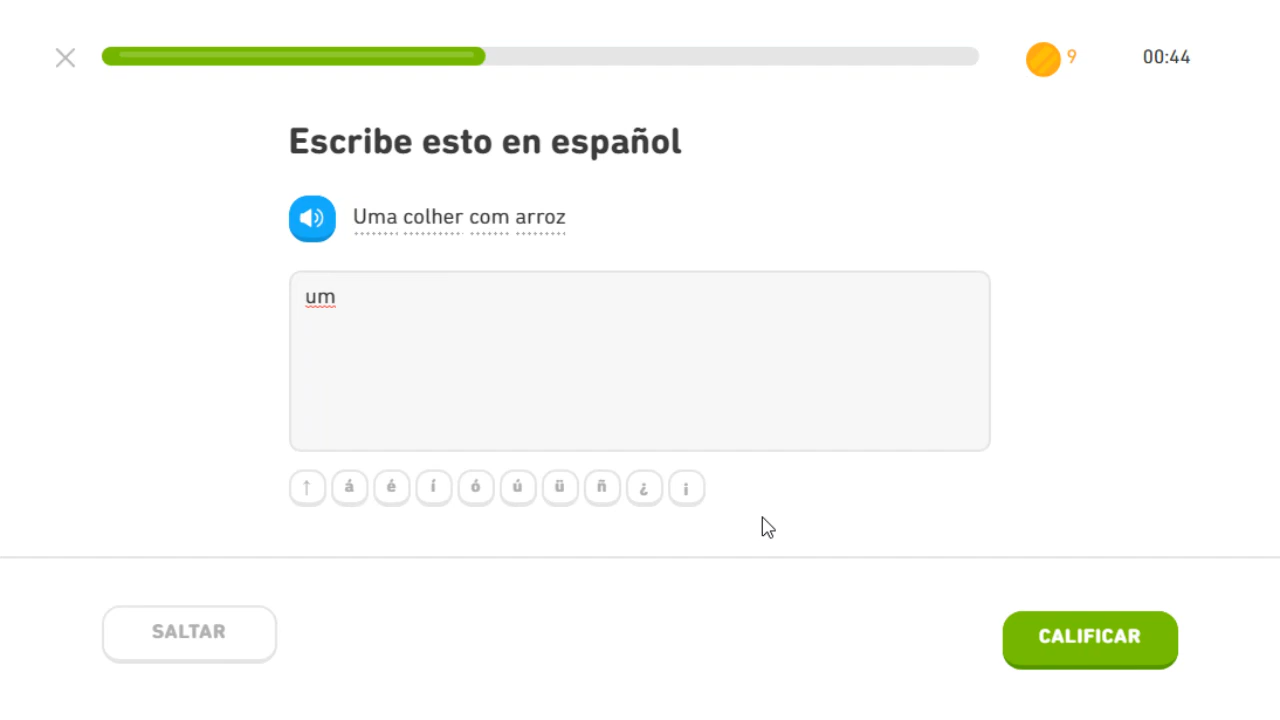 9
00:44
Escribe esto en español
Uma colher com arroz
um
↑ á é í ó ú ü ñ ¿ ¡
SALTAR
CALIFICAR